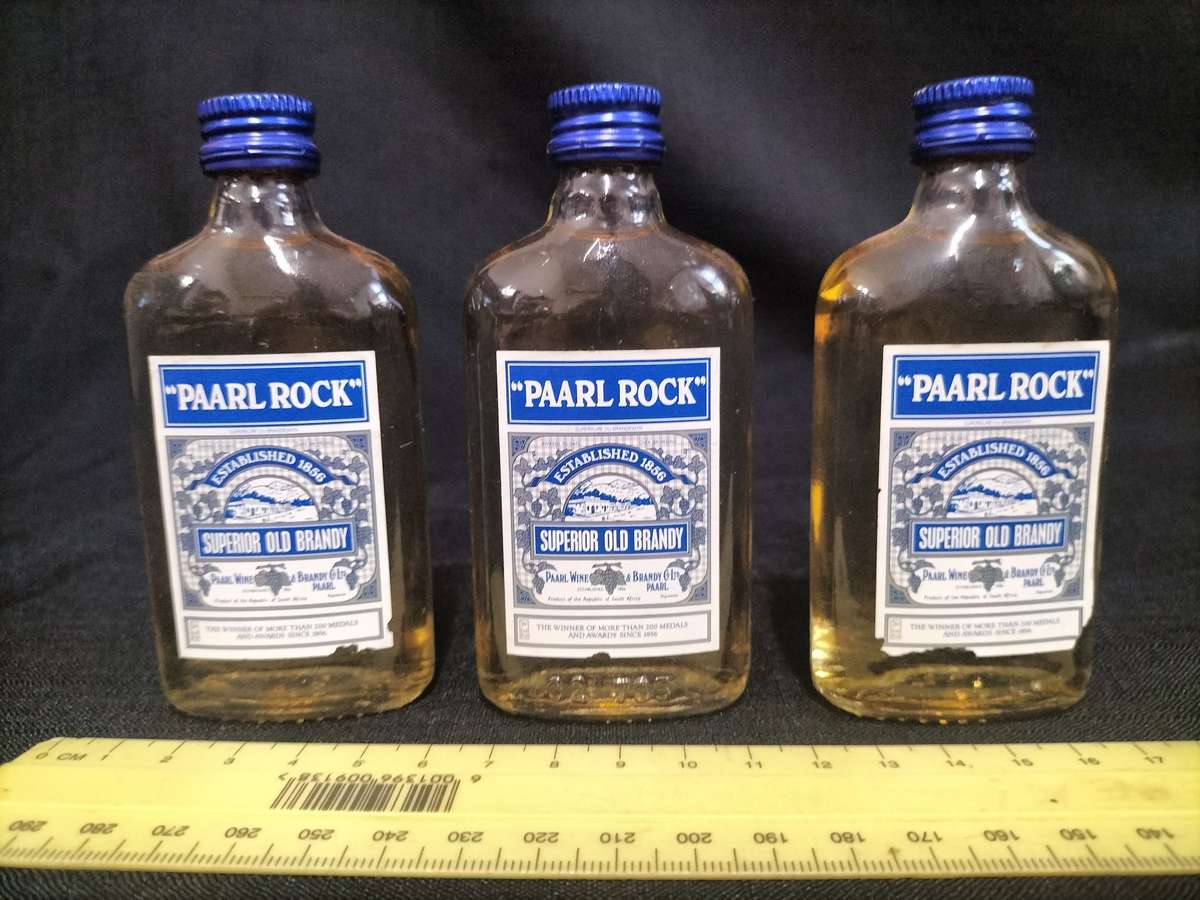 "PAARL ROCK"
ESTABLISHED 1856
SUPERIOR OLD BRANDY
PAARL WINE & BRANDY Co LTD
PAARL
Product of the Republic of South Africa
THE WINNER OF MORE THAN 200 MEDALS
AND AWARDS SINCE 1856
"PAARL ROCK"
ESTABLISHED 1856
SUPERIOR OLD BRANDY
PAARL WINE & BRANDY Co LTD
PAARL
Product of the Republic of South Africa
THE WINNER OF MORE THAN 200 MEDALS
AND AWARDS SINCE 1856
"PAARL ROCK"
ESTABLISHED 1856
SUPERIOR OLD BRANDY
PAARL WINE & BRANDY Co LTD
PAARL
Product of the Republic of South Africa
THE WINNER OF MORE THAN 200 MEDALS
AND AWARDS SINCE 1856
0 CM 1 2 3 4 5 6 7 8 9 10 11 12 13 14 15 16 17
6 001396 009138 >
290 280 270 260 250 240 230 220 210 200 190 180 170 160 150 140